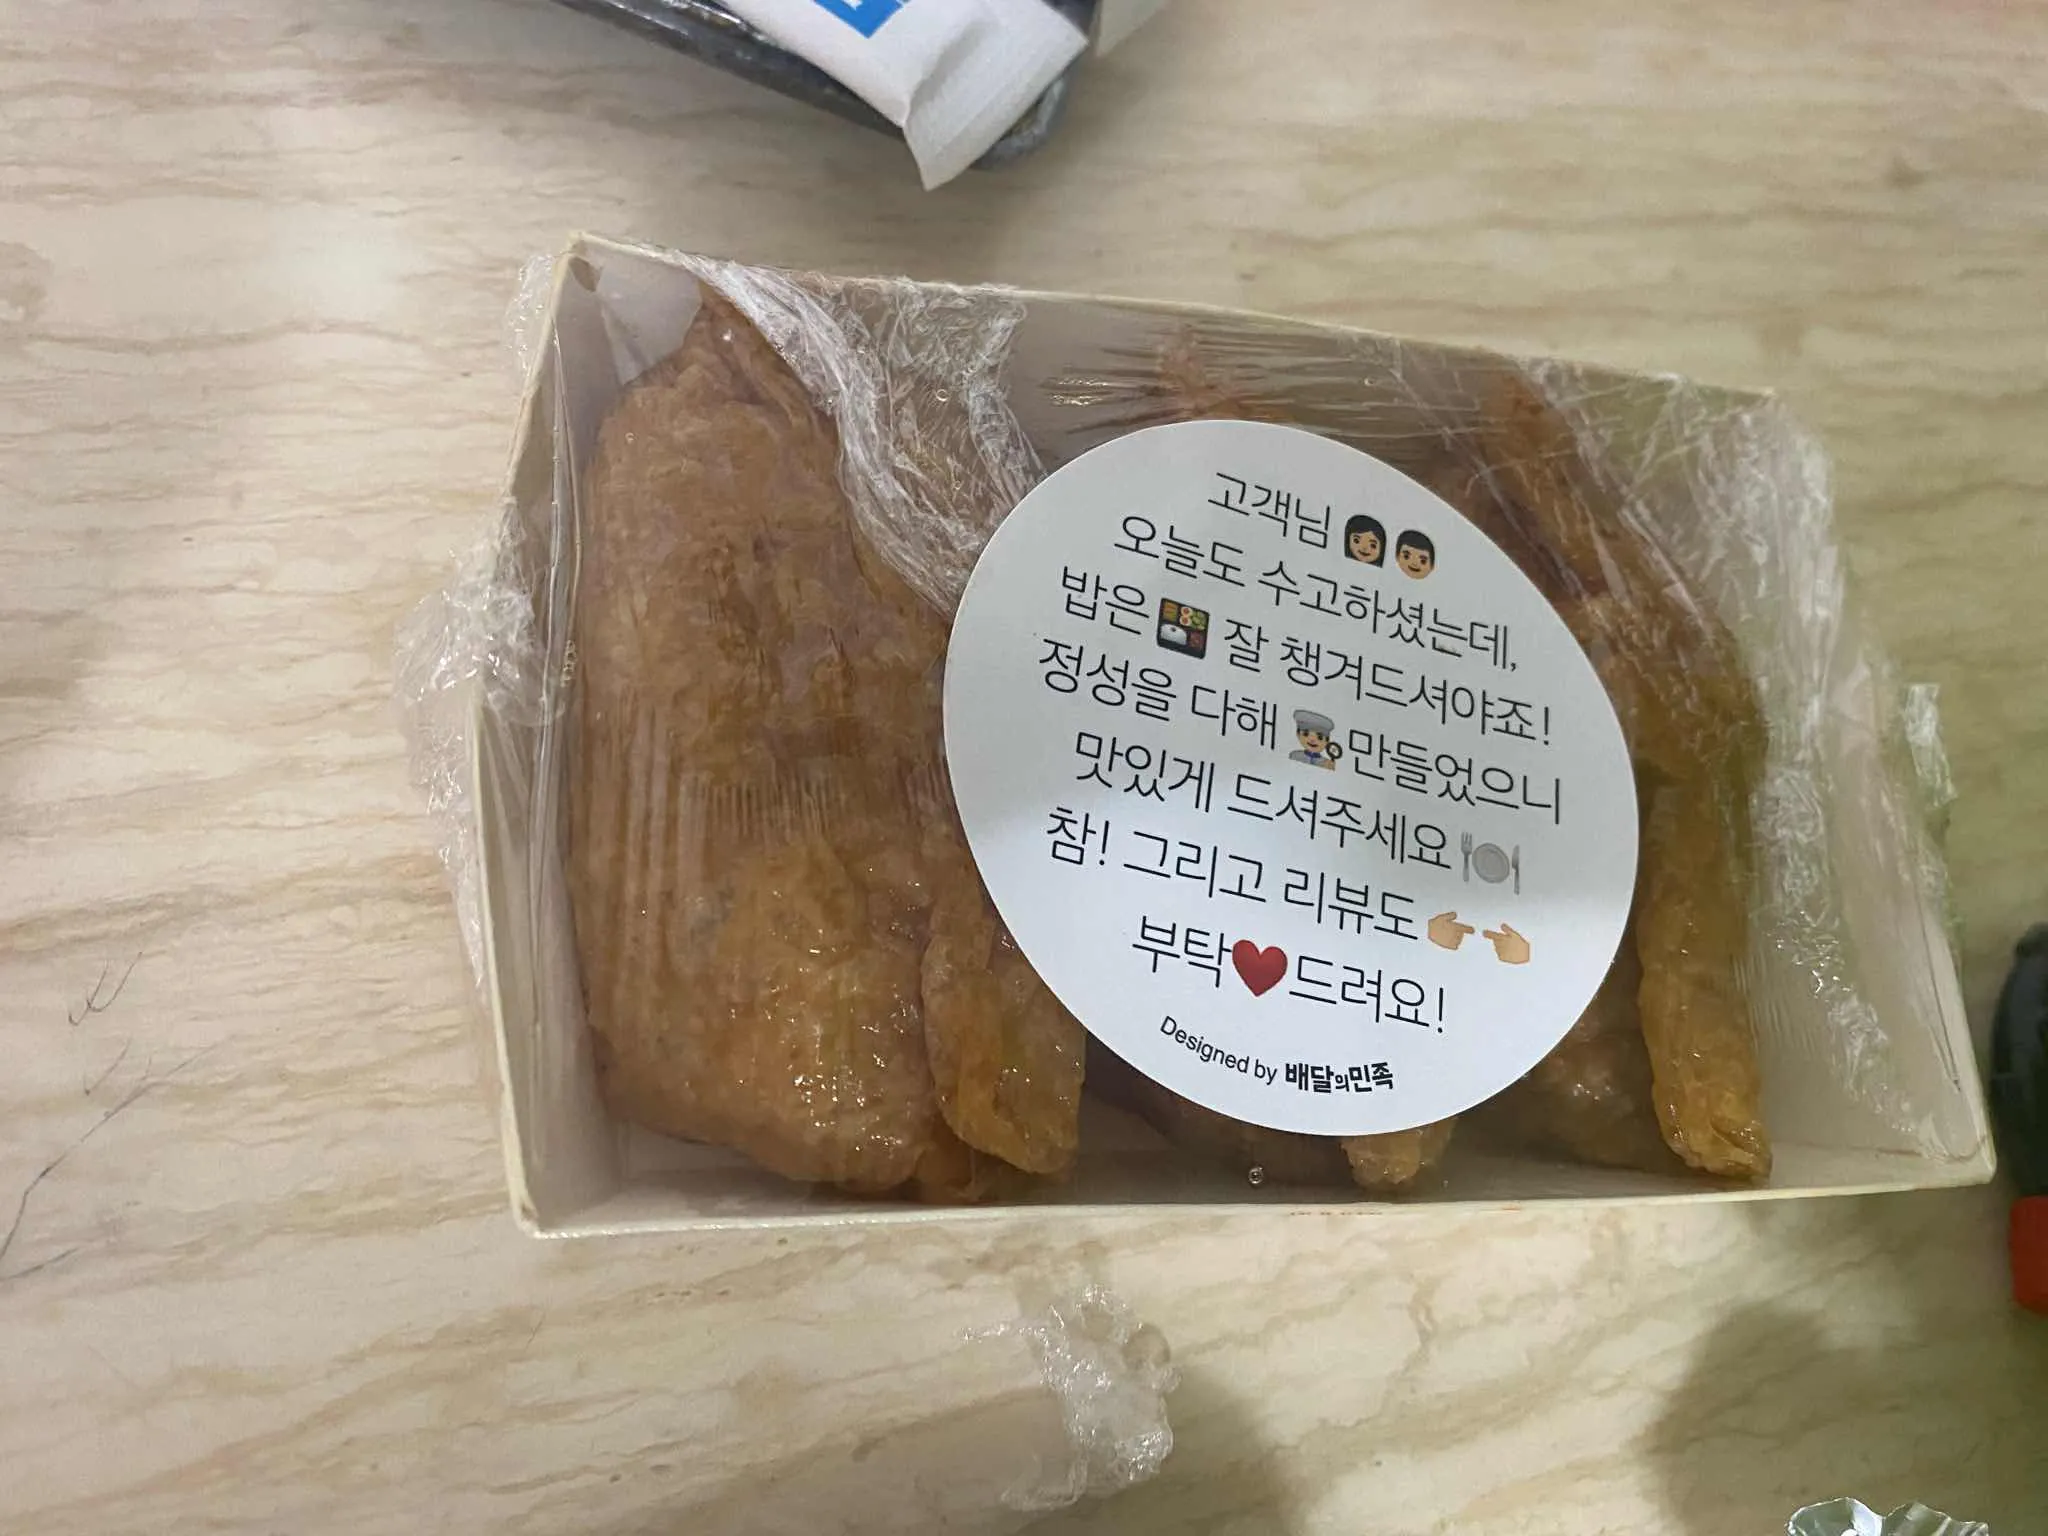 고객님 👩🏽👨🏽
오늘도 수고하셨는데,
밥은🍱 잘 챙겨드셔야죠!
정성을 다해 👨🏼‍🍳만들었으니
맛있게 드셔주세요🍽
참! 그리고 리뷰도👉🏼👈🏼
부탁❤️드려요!
Designed by 배달의민족